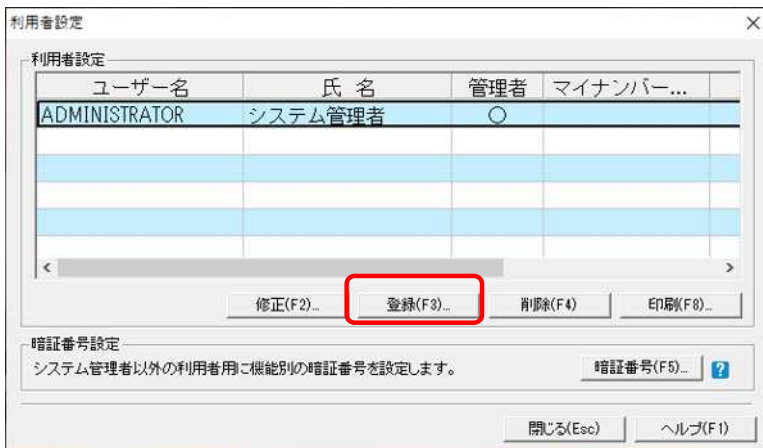 利用者設定
利用者設定
ユーザー名 氏 名 管理者 マイナンバー...
ADMINISTRATOR システム管理者 ○
修正(F2)... 登録(F3)... 削除(F4) 印刷(F8)...
暗証番号設定
システム管理者以外の利用者用に機能別の暗証番号を設定します。 暗証番号(F5)... ?
閉じる(Esc) ヘルプ(F1)